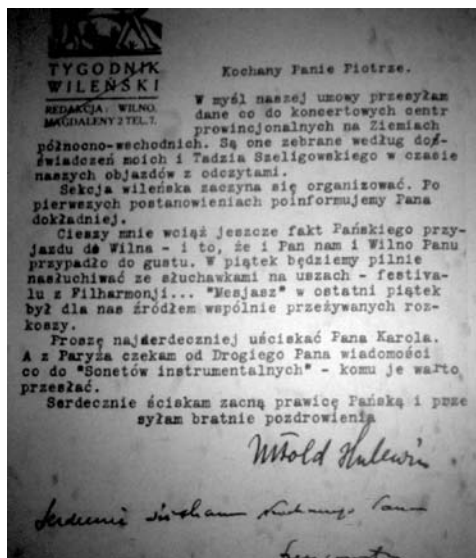 TYGODNIK
WILEŃSKI
REDAKCJA: WILNO.
MAGDALENY 2 TEL. 7.
Kochany Panie Piotrze.
W myśl naszej umowy przesyłam
dane co do koncertowych centr
prowincjonalnych na Ziemiach
północno-wschodnich. Są one zebrane według doś-
świadczeń moich i Tadzia Szeligowskiego w czasie
naszych objazdów z odczytami.
Sekcja wileńska zaczyna się organizować. Po
pierwszych postanowieniach poinformujemy Pana
dokładniej.
Cieszy mnie wciąż jeszcze fakt Pańskiego przy-
jazdu do Wilna - i to, że i Pan nam i Wilno Panu
przypadło do gustu. W piątek będziemy pilnie
nasłuchiwać ze słuchawkami na uszach - festiva-
lu z Filharmonji... "Mesjasz" w ostatni piątek
był dla nas źródłem wspólnie przeżywanych roz-
koszy.
Proszę najserdeczniej uściskać Pana Karola.
A z Paryża czekam od Drogiego Pana wiadomości
co do "Sonetów instrumentalnych" - komu je warto
przesłać.
Serdecznie ściskam zacną prawicę Pańską i prze
syłam bratnie pozdrowienia
Witold Hulewicz
Serdecznie ściskam Kochanego Pana